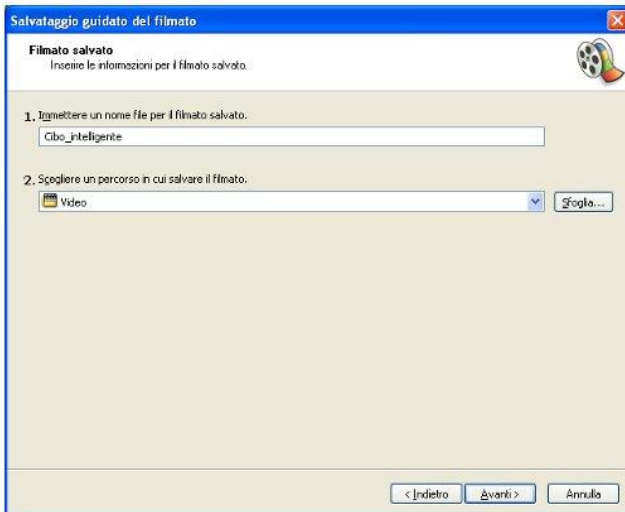 Salvataggio guidato del filmato
Filmato salvato
Inserire le informazioni per il filmato salvato.
1. Immettere un nome file per il filmato salvato.
Cibo_intelligente
2. Scegliere un percorso in cui salvare il filmato.
Video
Sfoglia...
< Indietro
Avanti >
Annulla